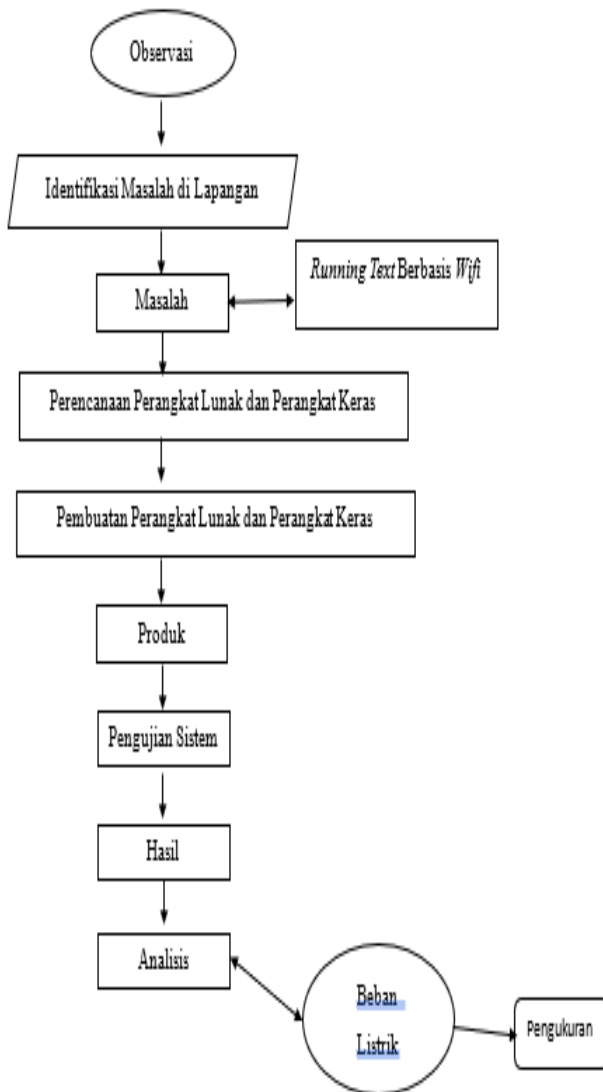 Observasi
Identifikasi Masalah di Lapangan
Running Text Berbasis Wifi
Masalah
Perencanaan Perangkat Lunak dan Perangkat Keras
Pembuatan Perangkat Lunak dan Perangkat Keras
Produk
Pengujian Sistem
Hasil
Analisis
Beban
Listrik
Pengukuran